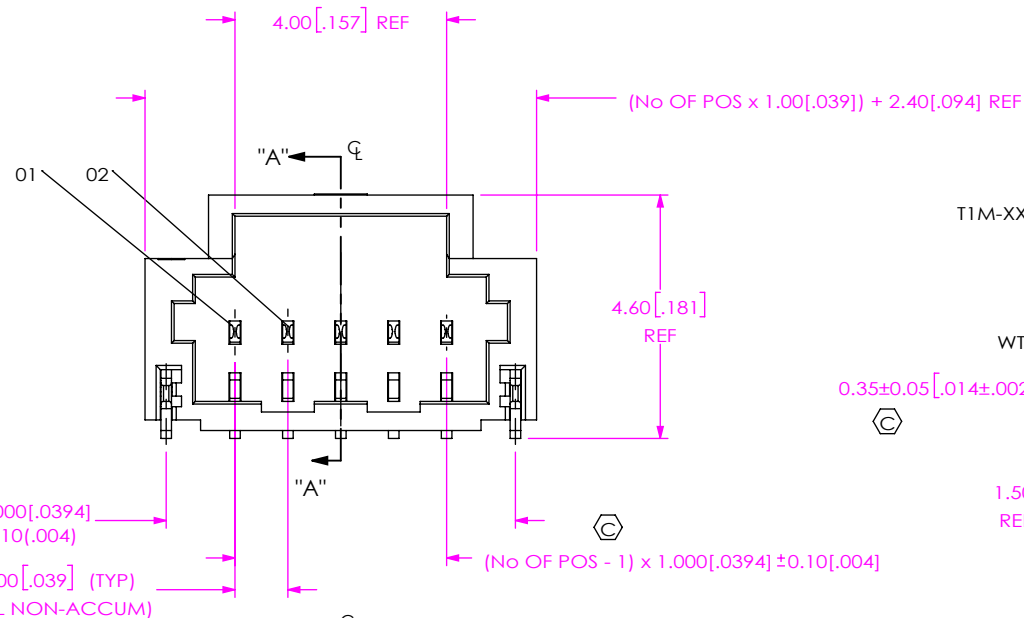 4.00[.157] REF
(No OF POS x 1.00[.039]) + 2.40[.094] REF
"A" ℄
01 02
T1M-XX
4.60[.181]
REF
WT
0.35±0.05[.014±.002
C
"A"
000[.0394]
10(.004)
1.50
RE
C
(No OF POS - 1) x 1.000[.0394] ±0.10[.004]
00[.039] (TYP)
L NON-ACCUM)